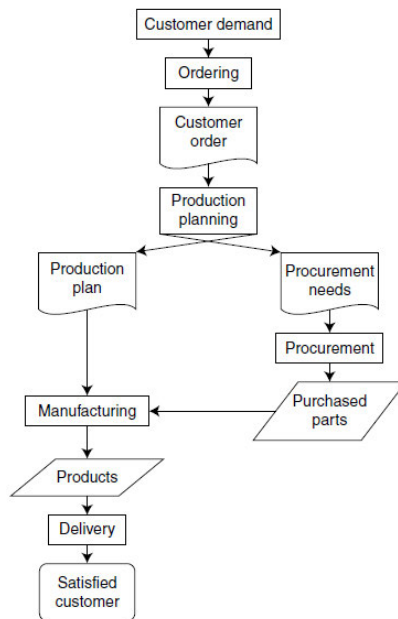 Customer demand
Ordering
Customer
order
Production
planning
Production
plan
Procurement
needs
Procurement
Manufacturing
Purchased
parts
Products
Delivery
Satisfied
customer